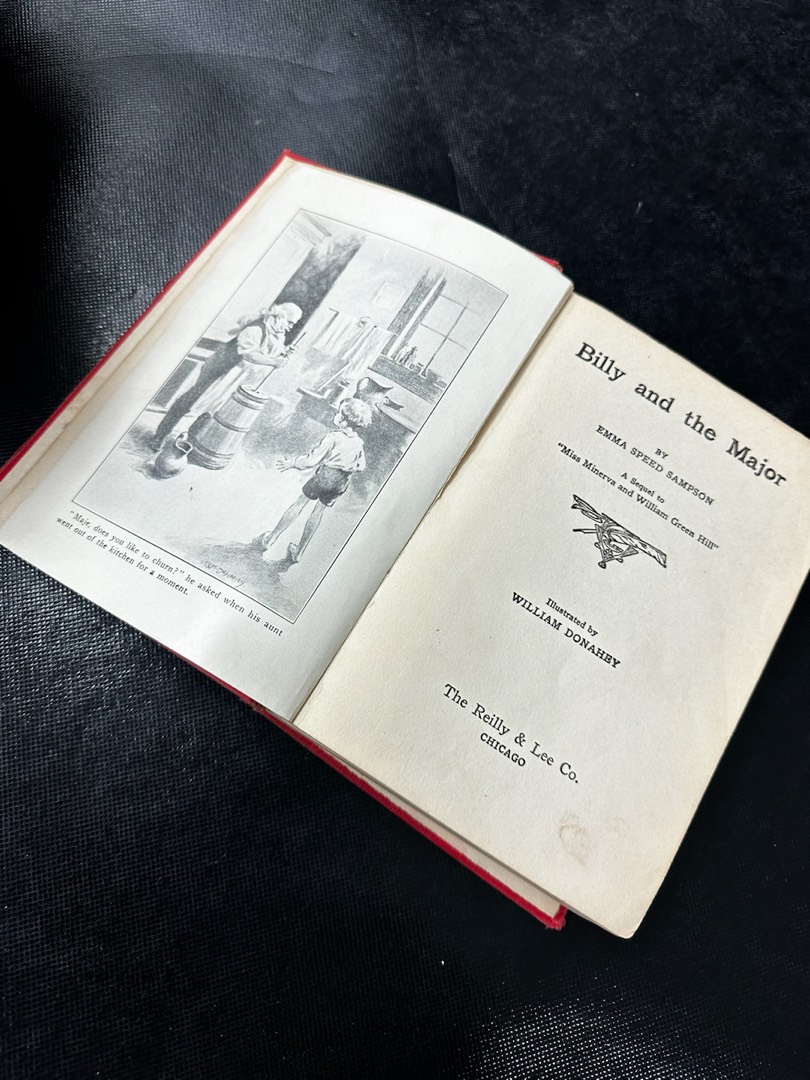 "Maje, does you like to churn?" he asked when his aunt
went out of the kitchen for a moment.
Billy and the Major
BY
EMMA SPEED SAMPSON
A Sequel to
"Miss Minerva and William Green Hill"
Illustrated by
WILLIAM DONAHEY
The Reilly & Lee Co.
CHICAGO